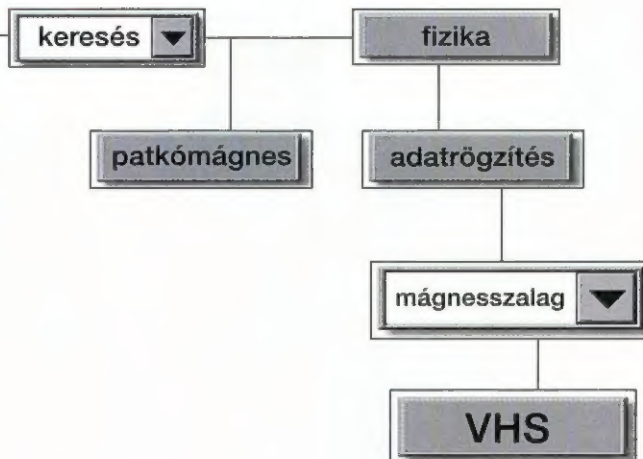 keresés
fizika
patkómágnes
adatrögzítés
mágnesszalag
VHS